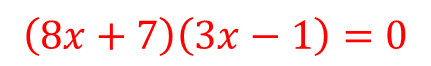 (8x + 7)(3x − 1) = 0